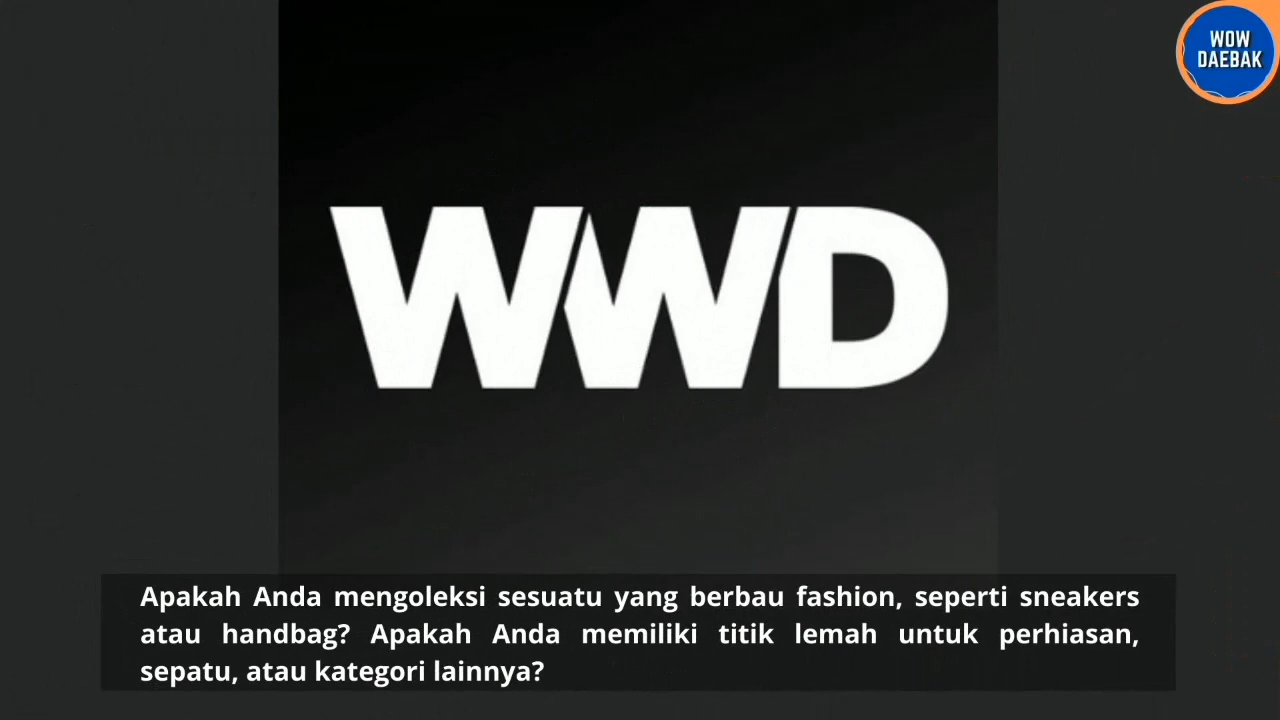 WOW
DAEBAK
WWD
Apakah Anda mengoleksi sesuatu yang berbau fashion, seperti sneakers
atau handbag? Apakah Anda memiliki titik lemah untuk perhiasan,
sepatu, atau kategori lainnya?